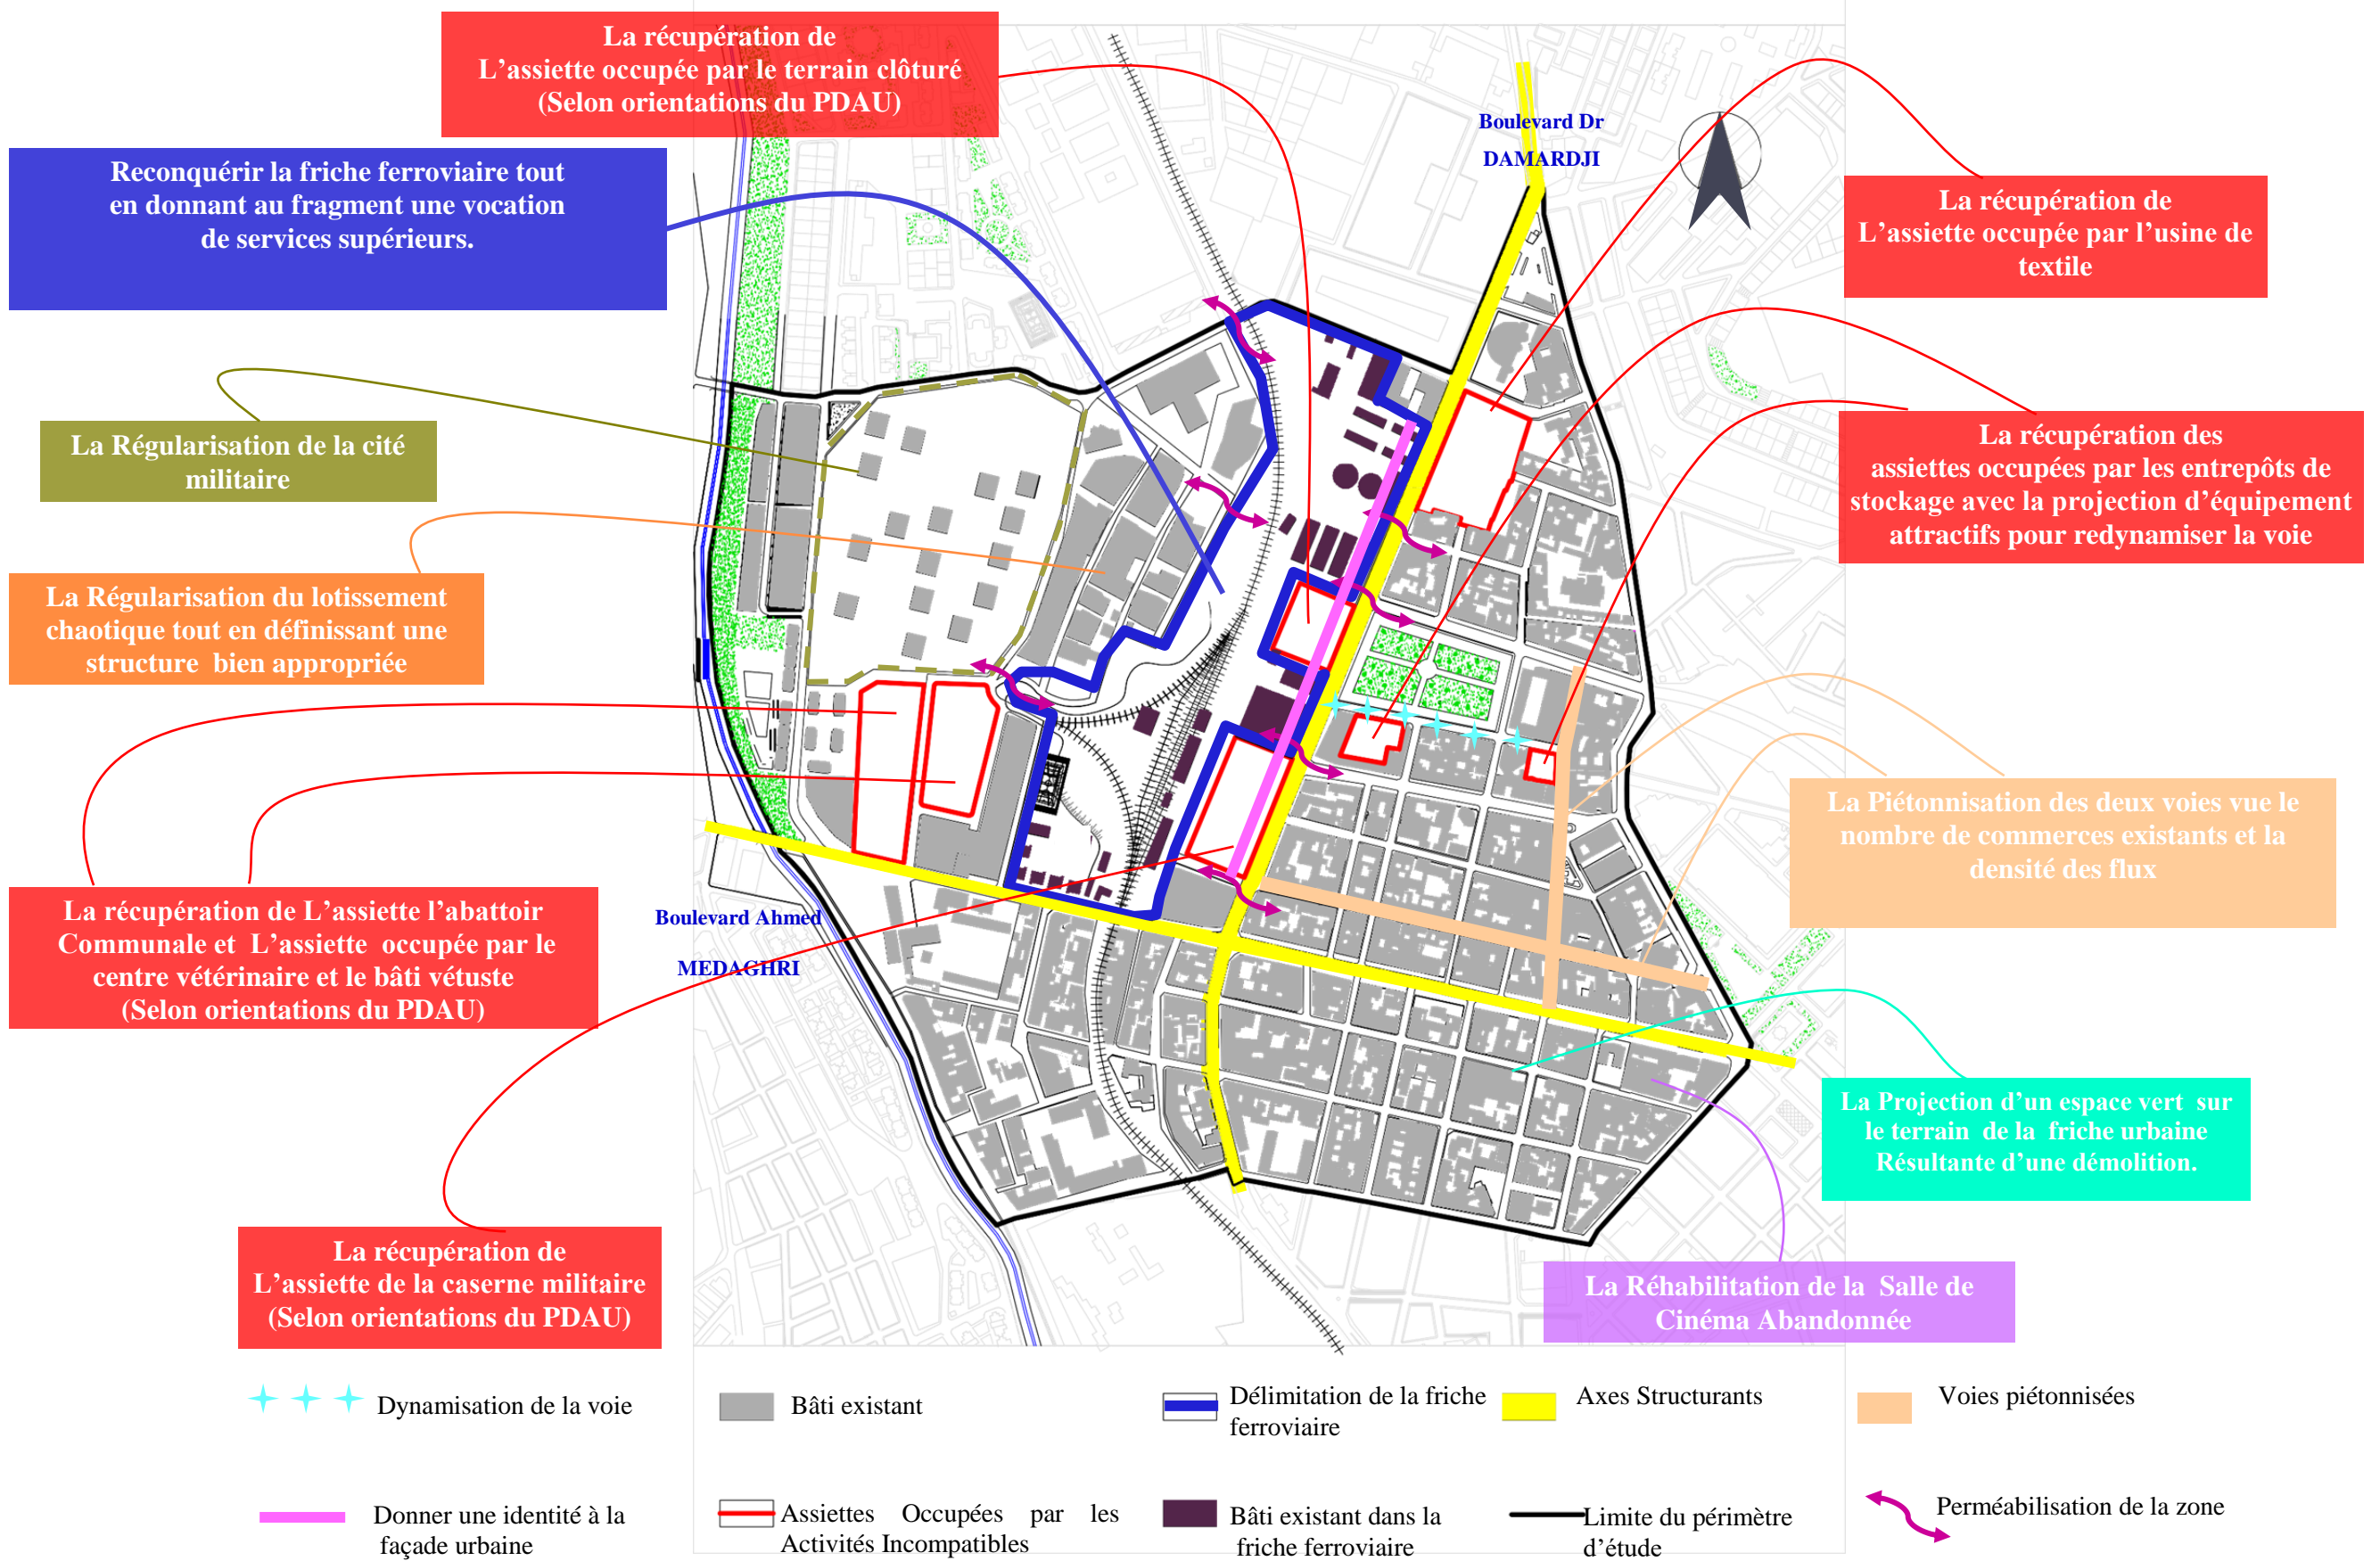 La récupération de
L'assiette occupée par le terrain clôturé
(Selon orientations du PDAU)
Reconquérir la friche ferroviaire tout
en donnant au fragment une vocation
de services supérieurs.
Boulevard Dr
DAMARDJI
La récupération de
L'assiette occupée par l'usine de
textile
La Régularisation de la cité
militaire
La récupération des
assiettes occupées par les entrepôts de
stockage avec la projection d'équipement
attractifs pour redynamiser la voie
La Régularisation du lotissement
chaotique tout en définissant une
structure bien appropriée
La Piétonnisation des deux voies vue le
nombre de commerces existants et la
densité des flux
La récupération de L'assiette l'abattoir
Communale et L'assiette occupée par le
centre vétérinaire et le bâti vétuste
(Selon orientations du PDAU)
Boulevard Ahmed
MEDAGHRI
La Projection d'un espace vert sur
le terrain de la friche urbaine
Résultante d'une démolition.
La récupération de
L'assiette de la caserne militaire
(Selon orientations du PDAU)
La Réhabilitation de la Salle de
Cinéma Abandonnée
Dynamisation de la voie
Bâti existant
Délimitation de la friche
ferroviaire
Axes Structurants
Voies piétonnisées
Donner une identité à la
façade urbaine
Assiettes Occupées par les
Activités Incompatibles
Bâti existant dans la
friche ferroviaire
Limite du périmètre
d'étude
Perméabilisation de la zone